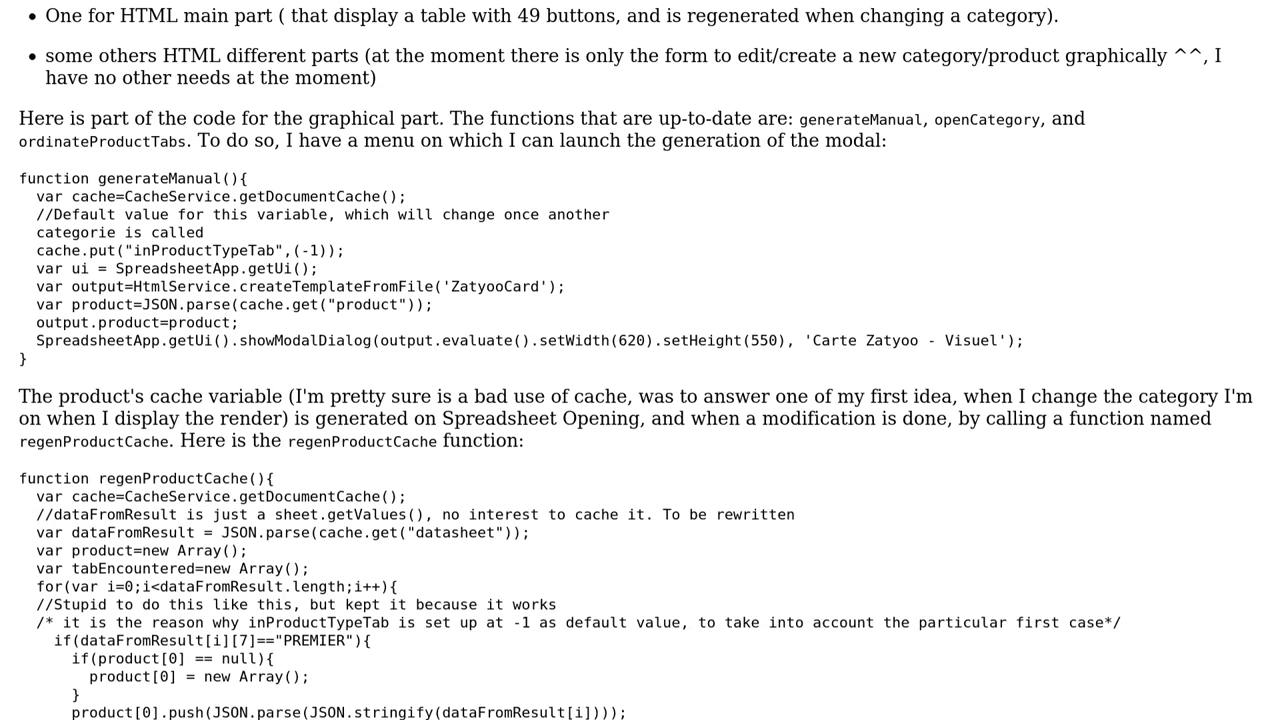 • One for HTML main part ( that display a table with 49 buttons, and is regenerated when changing a category).
• some others HTML different parts (at the moment there is only the form to edit/create a new category/product graphically ^^, I
have no other needs at the moment)
Here is part of the code for the graphical part. The functions that are up-to-date are: generateManual, openCategory, and
ordinateProductTabs. To do so, I have a menu on which I can launch the generation of the modal:
function generateManual(){
  var cache=CacheService.getDocumentCache();
  //Default value for this variable, which will change once another
  categorie is called
  cache.put("inProductTypeTab",(-1));
  var ui = SpreadsheetApp.getUi();
  var output=HtmlService.createTemplateFromFile('ZatyooCard');
  var product=JSON.parse(cache.get("product"));
  output.product=product;
  SpreadsheetApp.getUi().showModalDialog(output.evaluate().setWidth(620).setHeight(550), 'Carte Zatyoo - Visuel');
}
The product's cache variable (I'm pretty sure is a bad use of cache, was to answer one of my first idea, when I change the category I'm
on when I display the render) is generated on Spreadsheet Opening, and when a modification is done, by calling a function named
regenProductCache. Here is the regenProductCache function:
function regenProductCache(){
  var cache=CacheService.getDocumentCache();
  //dataFromResult is just a sheet.getValues(), no interest to cache it. To be rewritten
  var dataFromResult = JSON.parse(cache.get("datasheet"));
  var product=new Array();
  var tabEncountered=new Array();
  for(var i=0;i<dataFromResult.length;i++){
  //Stupid to do this like this, but kept it because it works
  /* it is the reason why inProductTypeTab is set up at -1 as default value, to take into account the particular first case*/
    if(dataFromResult[i][7]=="PREMIER"){
      if(product[0] == null){
        product[0] = new Array();
      }
      product[0].push(JSON.parse(JSON.stringify(dataFromResult[i])));